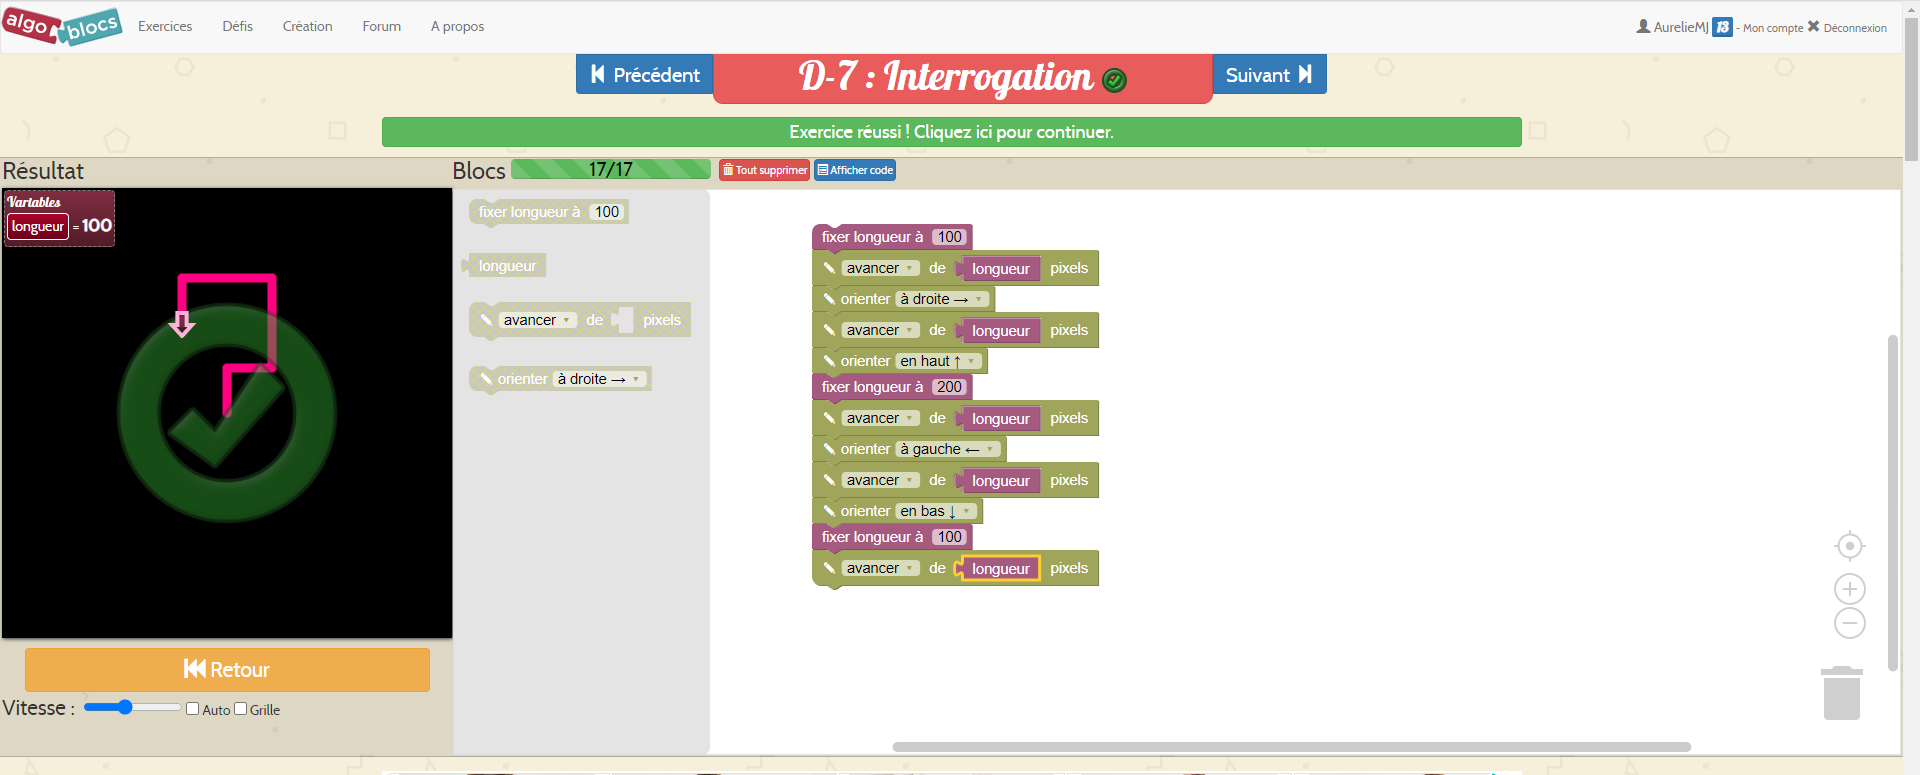 algo blocs Exercices Défis Création Forum A propos AurelieMJ 13 - Mon compte Déconnexion
Précédent D-7 : Interrogation Suivant
Exercice réussi ! Cliquez ici pour continuer.
Résultat Blocs 17/17 Tout supprimer Afficher code
Variables
longueur = 100
fixer longueur à 100
longueur
avancer de pixels
orienter à droite →
fixer longueur à 100
avancer de longueur pixels
orienter à droite →
avancer de longueur pixels
orienter en haut ↑
fixer longueur à 200
avancer de longueur pixels
orienter à gauche ←
avancer de longueur pixels
orienter en bas ↓
fixer longueur à 100
avancer de longueur pixels
Retour
Vitesse : Auto Grille